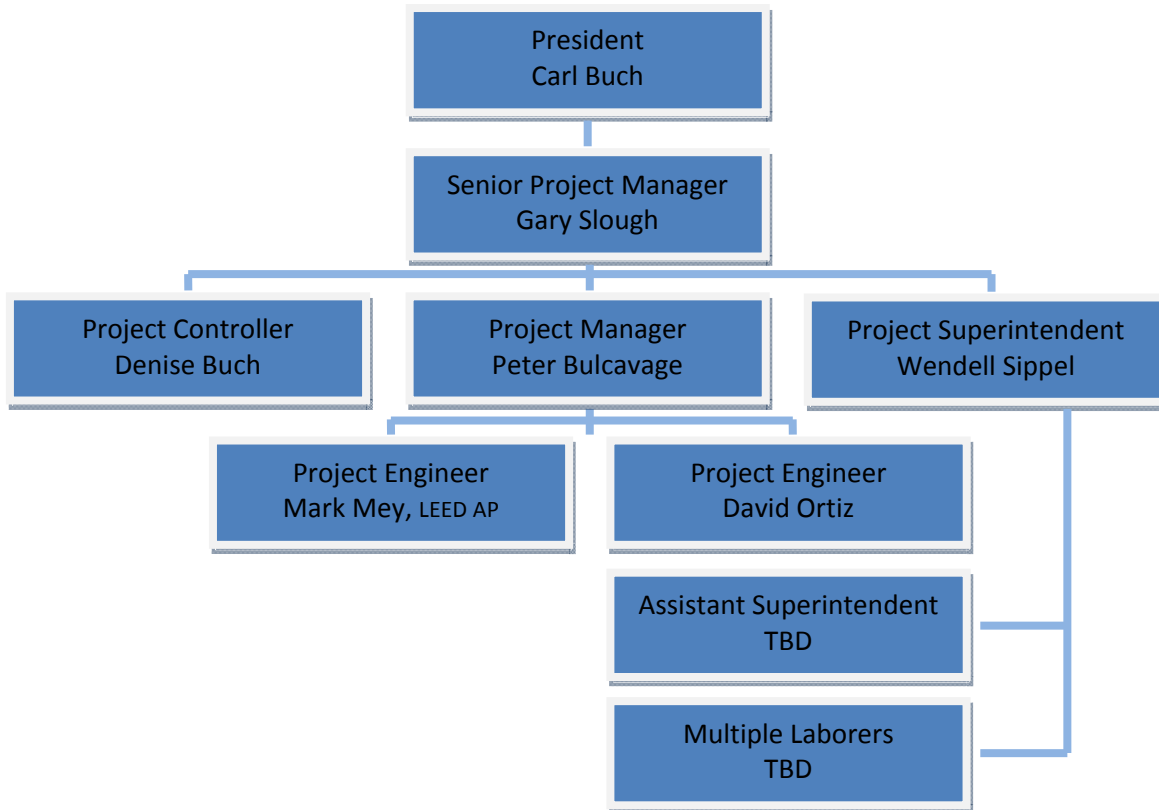 President
Carl Buch
Senior Project Manager
Gary Slough
Project Controller
Denise Buch
Project Manager
Peter Bulcavage
Project Superintendent
Wendell Sippel
Project Engineer
Mark Mey, LEED AP
Project Engineer
David Ortiz
Assistant Superintendent
TBD
Multiple Laborers
TBD